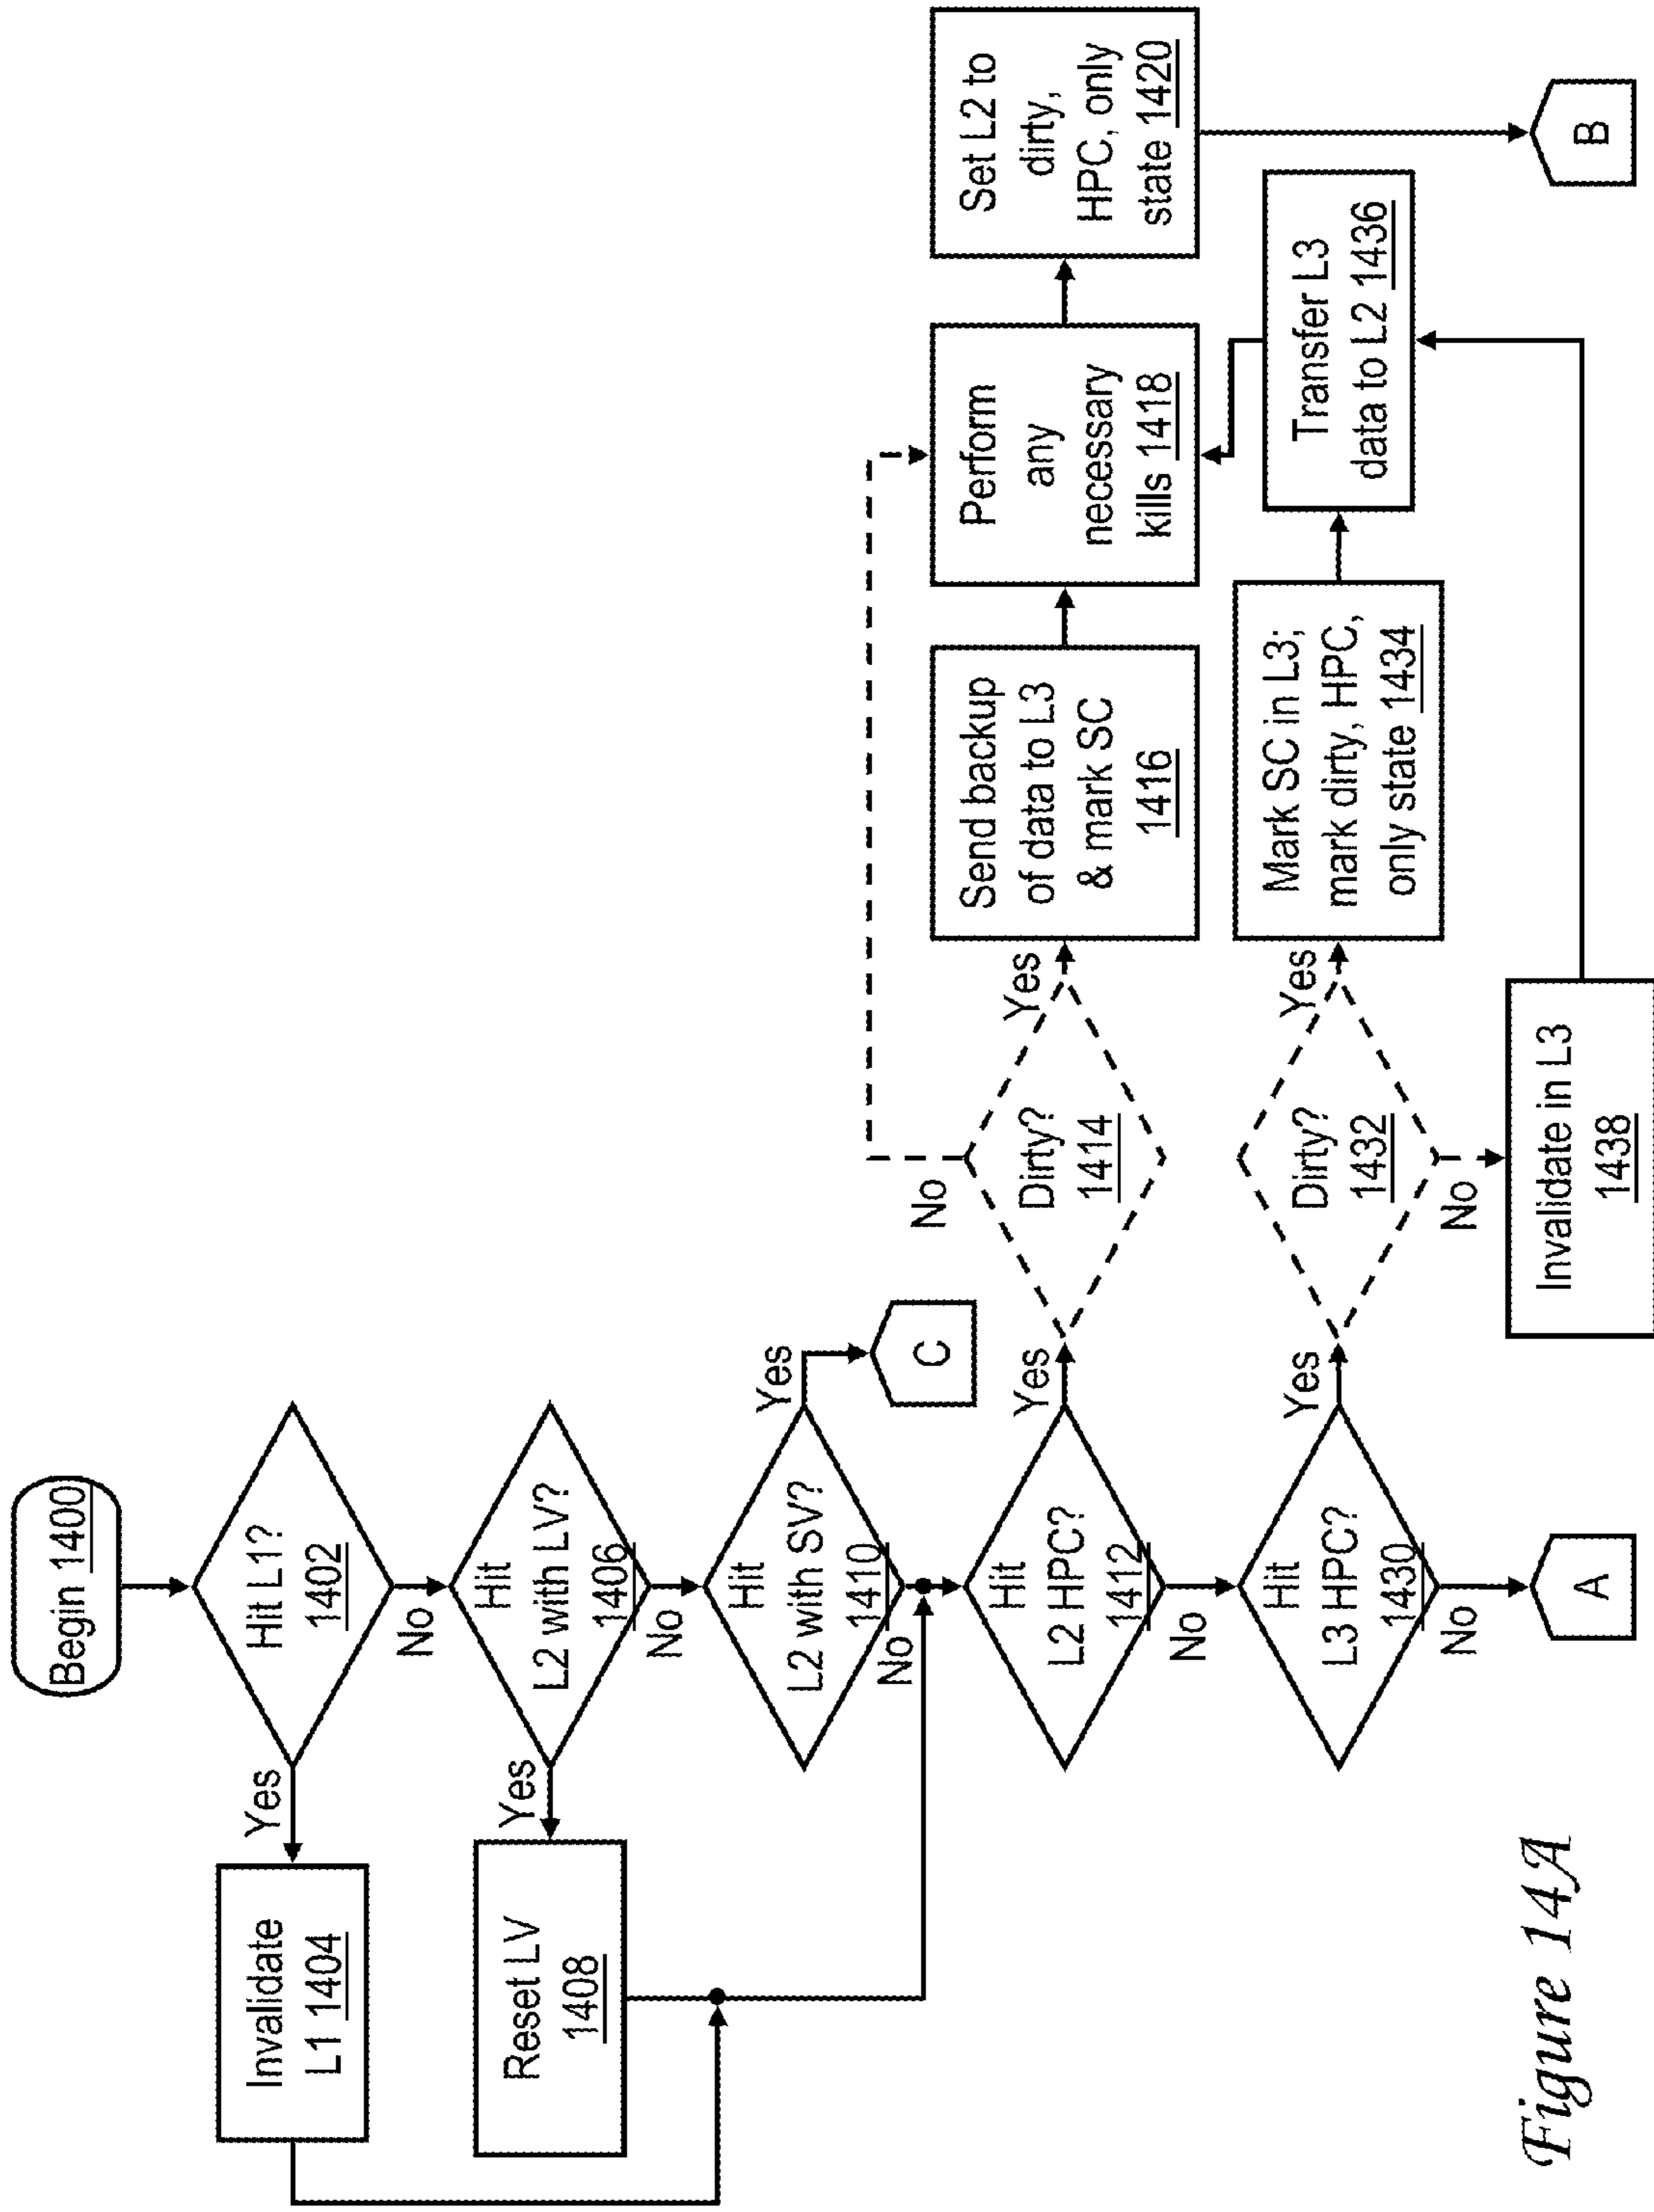 Begin 1400
Hit L1?
1402
Yes
No
Invalidate
L1 1404
Hit
L2 with LV?
1406
Yes
No
Reset LV
1408
Hit
L2 with SV?
1410
Yes
No
C
Hit
L2 HPC?
1412
Yes
No
Dirty?
1414
Yes
No
Send backup
of data to L3
& mark SC
1416
Perform
any
necessary
kills 1418
Set L2 to
dirty,
HPC, only
state 1420
B
Hit
L3 HPC?
1430
Yes
No
A
Dirty?
1432
Yes
No
Mark SC in L3;
mark dirty, HPC,
only state 1434
Transfer L3
data to L2 1436
Invalidate in L3
1438
Figure 14A